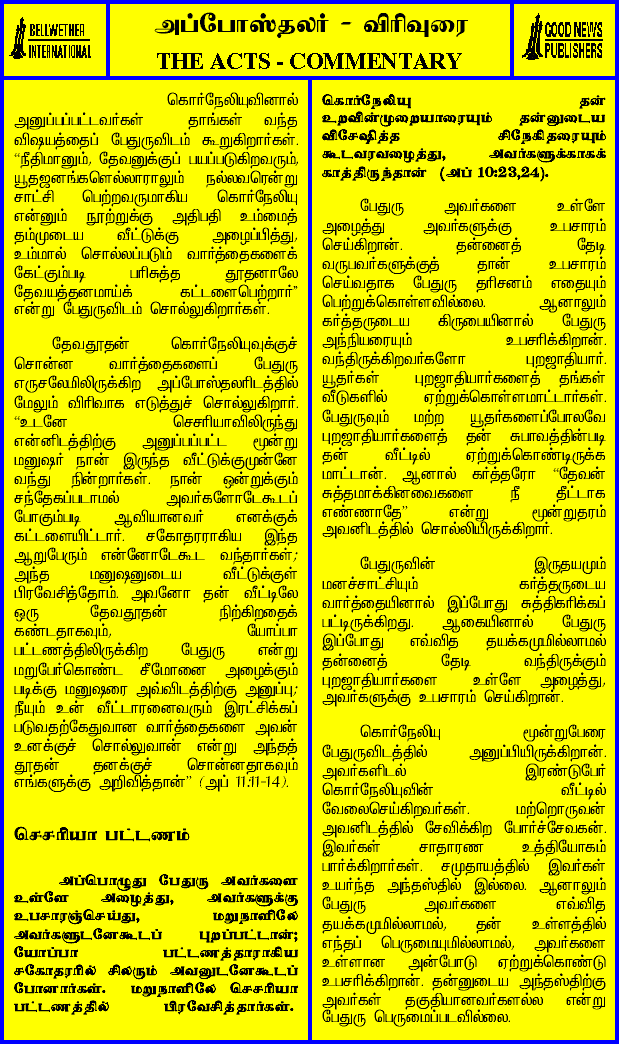 BELLWETHER
INTERNATIONAL
அப்போஸ்தலர் - விரிவுரை
THE ACTS - COMMENTARY
GOOD NEWS
PUBLISHERS
கொர்நேலியுவினால்
அனுப்பப்பட்டவர்கள் தாங்கள் வந்த
விஷயத்தைப் பேதுருவிடம் கூறுகிறார்கள்.
“நீதிமானும், தேவனுக்குப் பயப்படுகிறவரும்,
யூதஜனங்களெல்லாராலும் நல்லவரென்று
சாட்சி பெற்றவருமாகிய கொர்நேலியு
என்னும் நூற்றுக்கு அதிபதி உம்மைத்
தம்முடைய வீட்டுக்கு அழைப்பித்து,
உம்மால் சொல்லப்படும் வார்த்தைகளைக்
கேட்கும்படி பரிசுத்த தூதனாலே
தேவயத்தனமாய்க் கட்டளைபெற்றார்”
என்று பேதுருவிடம் சொல்லுகிறார்கள்.
தேவதூதன் கொர்நேலியுவுக்குச்
சொன்ன வார்த்தைகளைப் பேதுரு
எருசலேமிலிருக்கிற அப்போஸ்தலரிடத்தில்
மேலும் விரிவாக எடுத்துச் சொல்லுகிறார்.
“உடனே செசரியாவிலிருந்து
என்னிடத்திற்கு அனுப்பப்பட்ட மூன்று
மனுஷர் நான் இருந்த வீட்டுக்குமுன்னே
வந்து நின்றார்கள். நான் ஒன்றுக்கும்
சந்தேகப்படாமல் அவர்களோடேகூடப்
போகும்படி ஆவியானவர் எனக்குக்
கட்டளையிட்டார். சகோதரராகிய இந்த
ஆறுபேரும் என்னோடேகூட வந்தார்கள்;
அந்த மனுஷனுடைய வீட்டுக்குள்
பிரவேசித்தோம். அவனோ தன் வீட்டிலே
ஒரு தேவதூதன் நிற்கிறதைக்
கண்டதாகவும், யோப்பா
பட்டணத்திலிருக்கிற பேதுரு என்று
மறுபேர்கொண்ட சீமோனை அழைக்கும்
படிக்கு மனுஷரை அவ்விடத்திற்கு அனுப்பு;
நீயும் உன் வீட்டாரனைவரும் இரட்சிக்கப்
படுவதற்கேதுவான வார்த்தைகளை அவன்
உனக்குச் சொல்லுவான் என்று அந்தத்
தூதன் தனக்குச் சொன்னதாகவும்
எங்களுக்கு அறிவித்தான்” (அப் 11:11-14).
செசரியா பட்டணம்
அப்பொழுது பேதுரு அவர்களை
உள்ளே அழைத்து, அவர்களுக்கு
உபசாரஞ்செய்து, மறுநாளிலே
அவர்களுடனேகூடப் புறப்பட்டான்;
யோப்பா பட்டணத்தாராகிய
சகோதரரில் சிலரும் அவனுடனேகூடப்
போனார்கள். மறுநாளிலே செசரியா
பட்டணத்தில் பிரவேசித்தார்கள்.
கொர்நேலியு தன்
உறவின்முறையாரையும் தன்னுடைய
விசேஷித்த சிநேகிதரையும்
கூடவரவழைத்து, அவர்களுக்காகக்
காத்திருந்தான் (அப் 10:23,24).
பேதுரு அவர்களை உள்ளே
அழைத்து அவர்களுக்கு உபசாரம்
செய்கிறான். தன்னைத் தேடி
வருபவர்களுக்குத் தான் உபசாரம்
செய்வதாக பேதுரு தரிசனம் எதையும்
பெற்றுக்கொள்ளவில்லை. ஆனாலும்
கர்த்தருடைய கிருபையினால் பேதுரு
அந்நியரையும் உபசரிக்கிறான்.
வந்திருக்கிறவர்களோ புறஜாதியார்.
யூதர்கள் புறஜாதியார்களைத் தங்கள்
வீடுகளில் ஏற்றுக்கொள்ளமாட்டார்கள்.
பேதுருவும் மற்ற யூதர்களைப்போலவே
புறஜாதியார்களைத் தன் சுபாவத்தின்படி
தன் வீட்டில் ஏற்றுக்கொண்டிருக்க
மாட்டான். ஆனால் கர்த்தரோ “தேவன்
சுத்தமாக்கினவைகளை நீ தீட்டாக
எண்ணாதே” என்று மூன்றுதரம்
அவனிடத்தில் சொல்லியிருக்கிறார்.
பேதுருவின் இருதயமும்
மனச்சாட்சியும் கர்த்தருடைய
வார்த்தையினால் இப்போது சுத்திகரிக்கப்
பட்டிருக்கிறது. ஆகையினால் பேதுரு
இப்போது எவ்வித தயக்கமுமில்லாமல்
தன்னைத் தேடி வந்திருக்கும்
புறஜாதியார்களை உள்ளே அழைத்து,
அவர்களுக்கு உபசாரம் செய்கிறான்.
கொர்நேலியு மூன்றுபேரை
பேதுருவிடத்தில் அனுப்பியிருக்கிறான்.
அவர்களிடல் இரண்டுபேர்
கொர்நேலியுவின் வீட்டில்
வேலைசெய்கிறவர்கள். மற்றொருவன்
அவனிடத்தில் சேவிக்கிற போர்ச்சேவகன்.
இவர்கள் சாதாரண உத்தியோகம்
பார்க்கிறார்கள். சமுதாயத்தில் இவர்கள்
உயர்ந்த அந்தஸ்தில் இல்லை. ஆனாலும்
பேதுரு அவர்களை எவ்வித
தயக்கமுமில்லாமல், தன் உள்ளத்தில்
எந்தப் பெருமையுமில்லாமல், அவர்களை
உள்ளான அன்போடு ஏற்றுக்கொண்டு
உபசரிக்கிறான். தன்னுடைய அந்தஸ்திற்கு
அவர்கள் தகுதியானவர்களல்ல என்று
பேதுரு பெருமைப்படவில்லை.